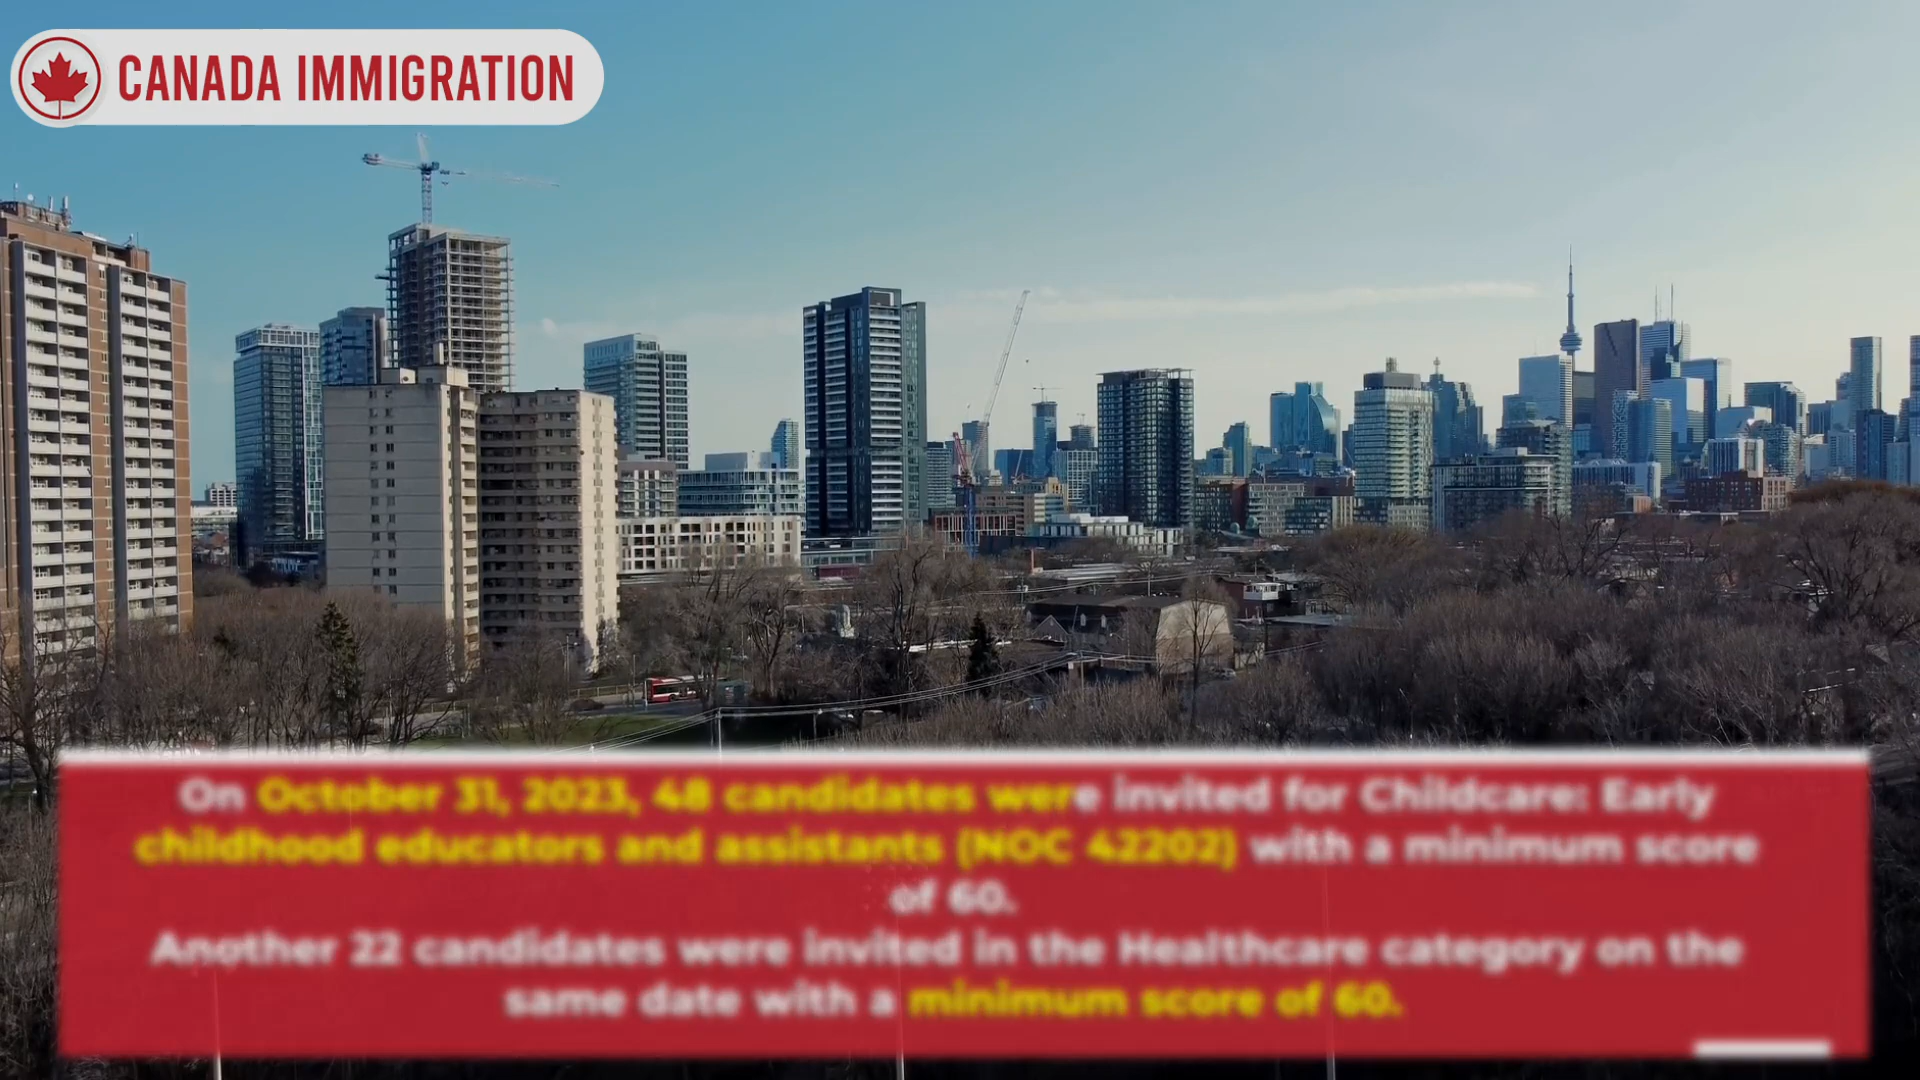 CANADA IMMIGRATION
On October 31, 2023, 48 candidates were invited for Childcare: Early
childhood educators and assistants (NOC 42202) with a minimum score
of 60.
Another 22 candidates were invited in the Healthcare category on the
same date with a minimum score of 60.